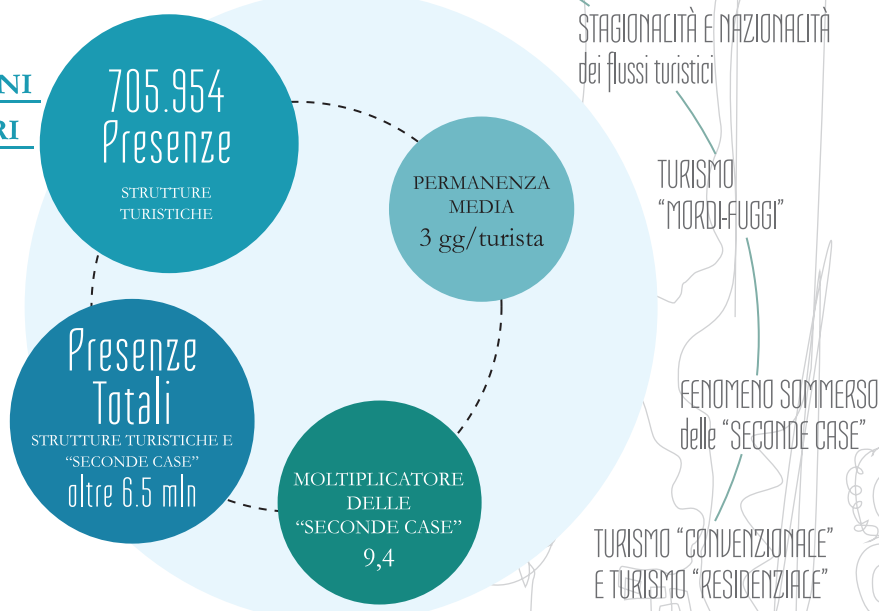 NI
RI
705.954
Presenze
STRUTTURE
TURISTICHE
PERMANENZA
MEDIA
3 gg/turista
Presenze
Totali
STRUTTURE TURISTICHE E
“SECONDE CASE”
oltre 6.5 mln
MOLTIPLICATORE
DELLE
“SECONDE CASE”
9,4
STAGIONALITÀ E NAZIONALITÀ
dei flussi turistici
TURISMO
“MORDI-FUGGI”
FENOMENO SOMMERSO
delle “SECONDE CASE”
TURISMO “CONVENZIONALE”
E TURISMO “RESIDENZIALE”